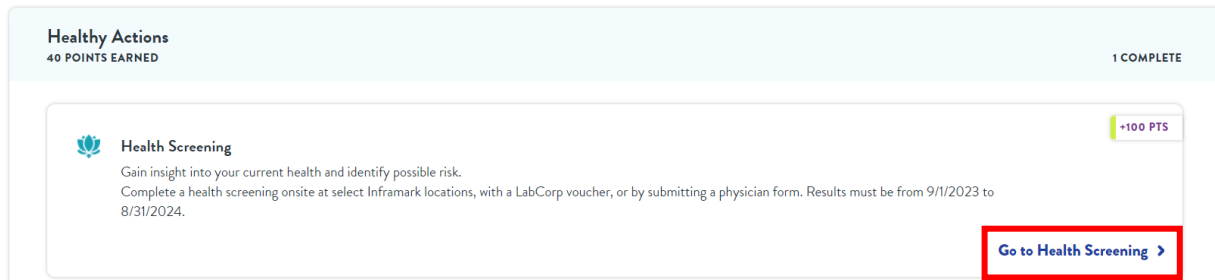 Healthy Actions
40 POINTS EARNED
1 COMPLETE
+100 PTS
Health Screening
Gain insight into your current health and identify possible risk.
Complete a health screening onsite at select Inframark locations, with a LabCorp voucher, or by submitting a physician form. Results must be from 9/1/2023 to
8/31/2024.
Go to Health Screening >